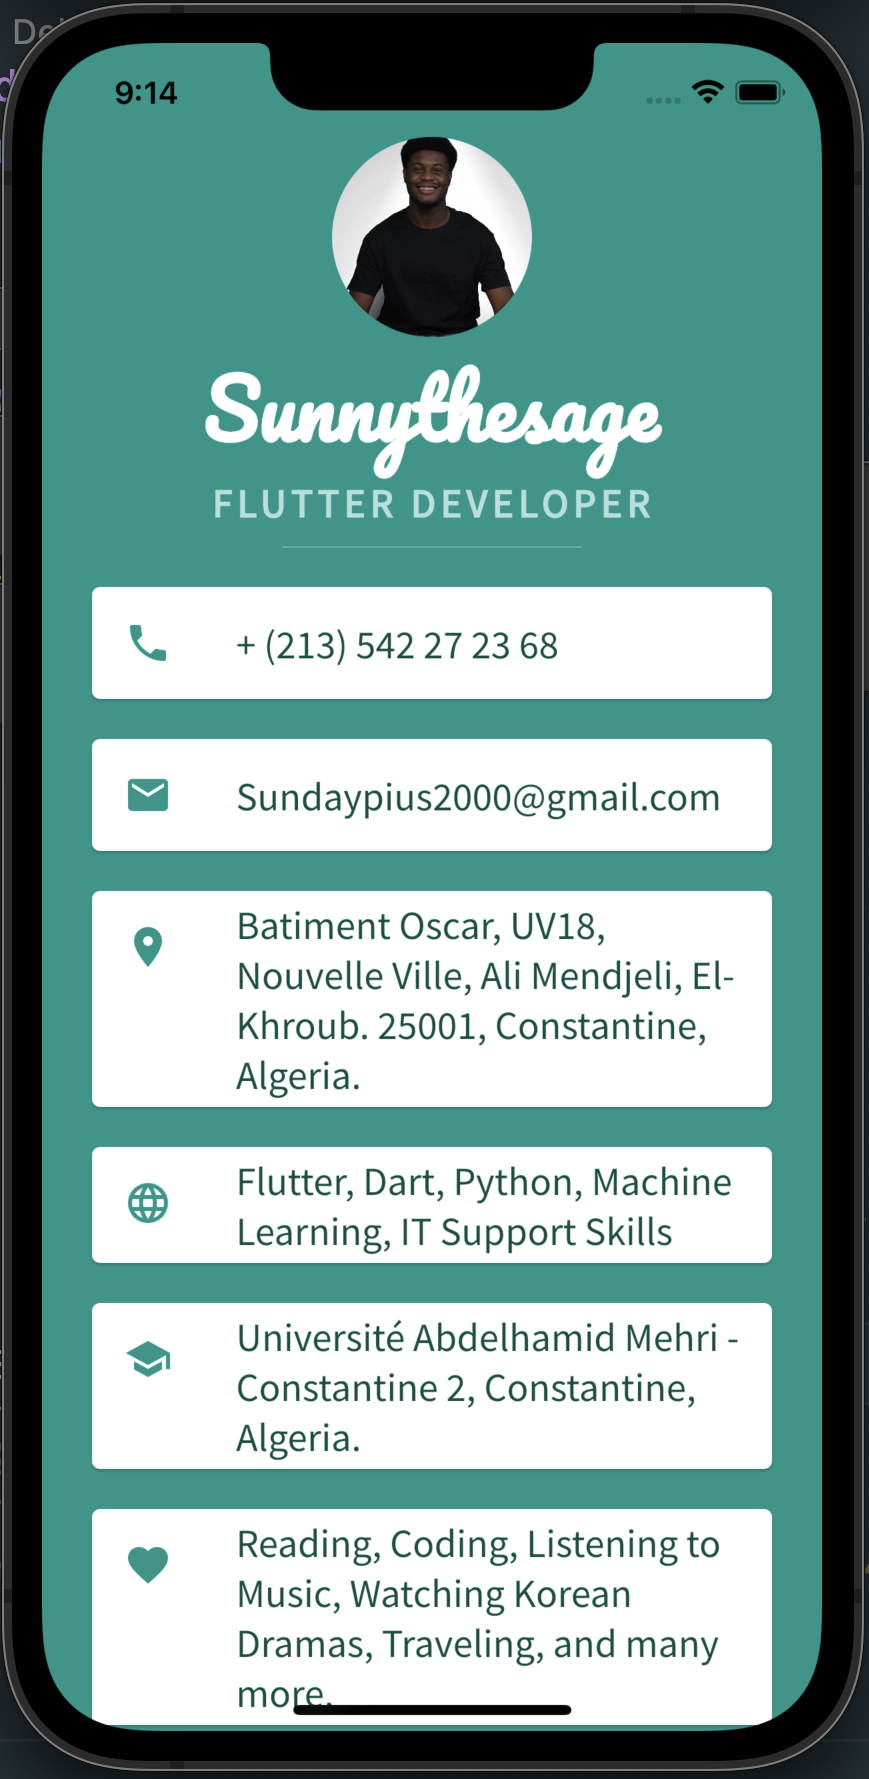 De
9:14
Sunnythesage
FLUTTER DEVELOPER
+ (213) 542 27 23 68
Sundaypius2000@gmail.com
Batiment Oscar, UV18,
Nouvelle Ville, Ali Mendjeli, El-
Khroub. 25001, Constantine,
Algeria.
Flutter, Dart, Python, Machine
Learning, IT Support Skills
Université Abdelhamid Mehri -
Constantine 2, Constantine,
Algeria.
Reading, Coding, Listening to
Music, Watching Korean
Dramas, Traveling, and many
more.